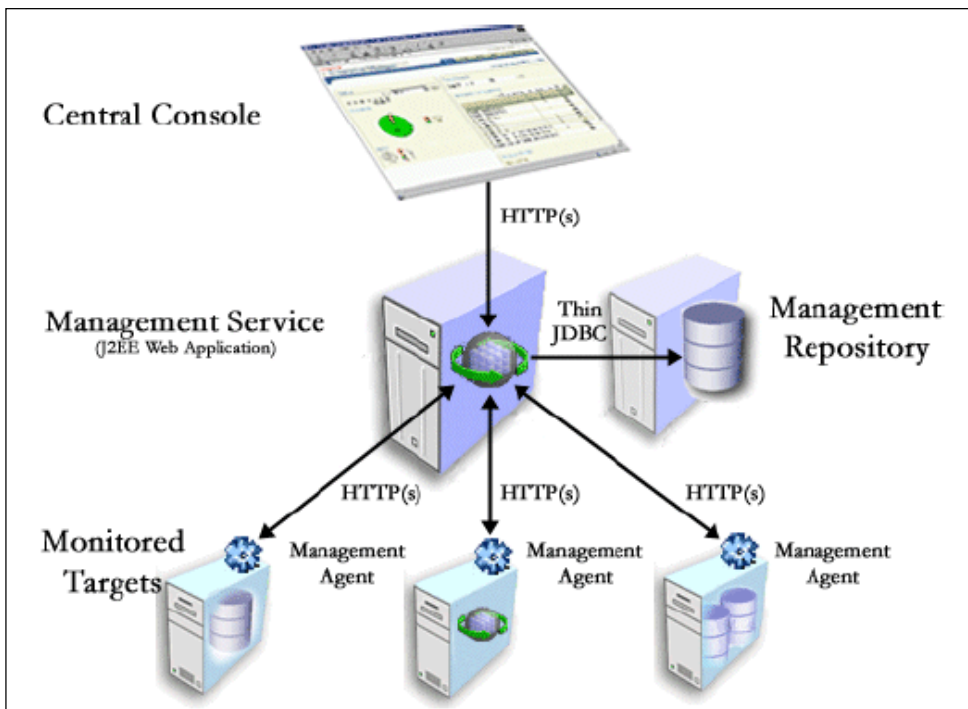 Central Console
HTTP(s)
Management Service
(J2EE Web Application)
Thin
JDBC
Management
Repository
HTTP(s)
HTTP(s)
HTTP(s)
Monitored
Targets
Management
Agent
Management
Agent
Management
Agent